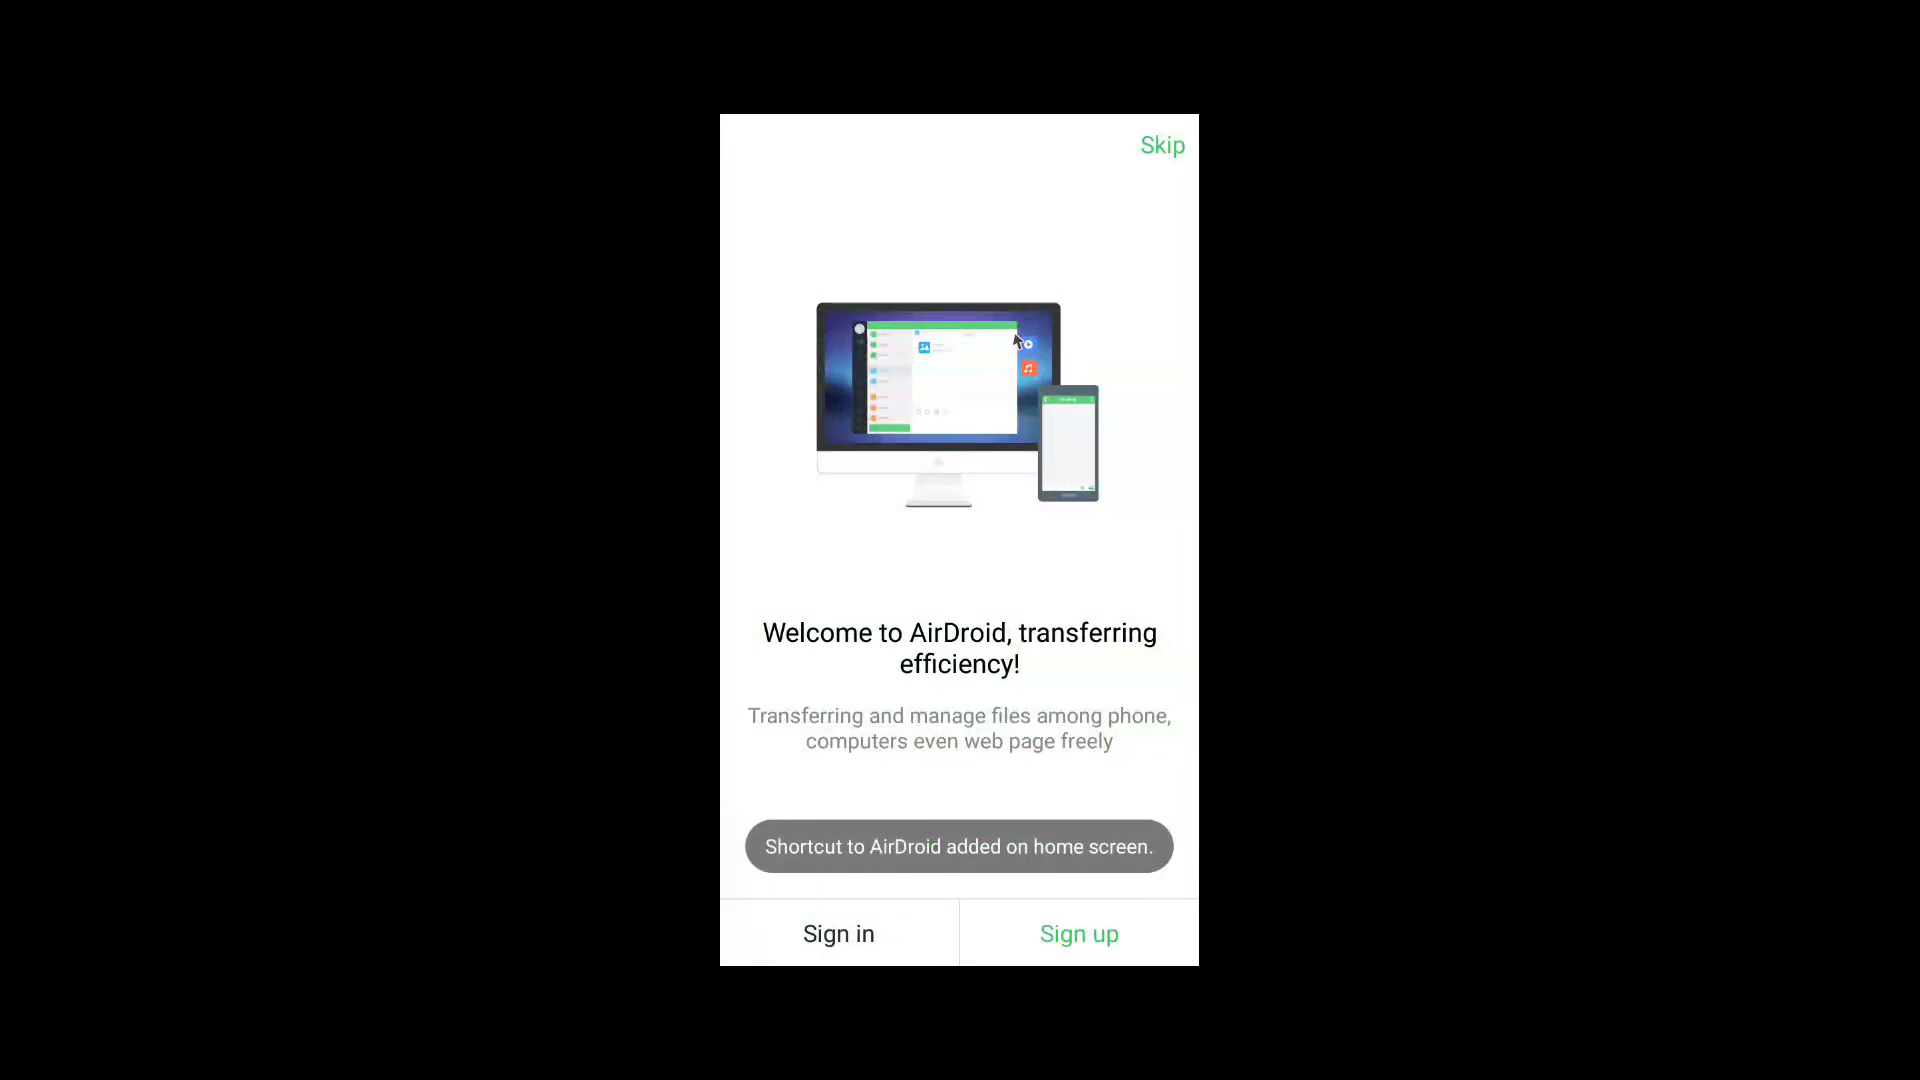 Skip
Welcome to AirDroid, transferring
efficiency!
Transferring and manage files among phone,
computers even web page freely
Shortcut to AirDroid added on home screen.
Sign in
Sign up